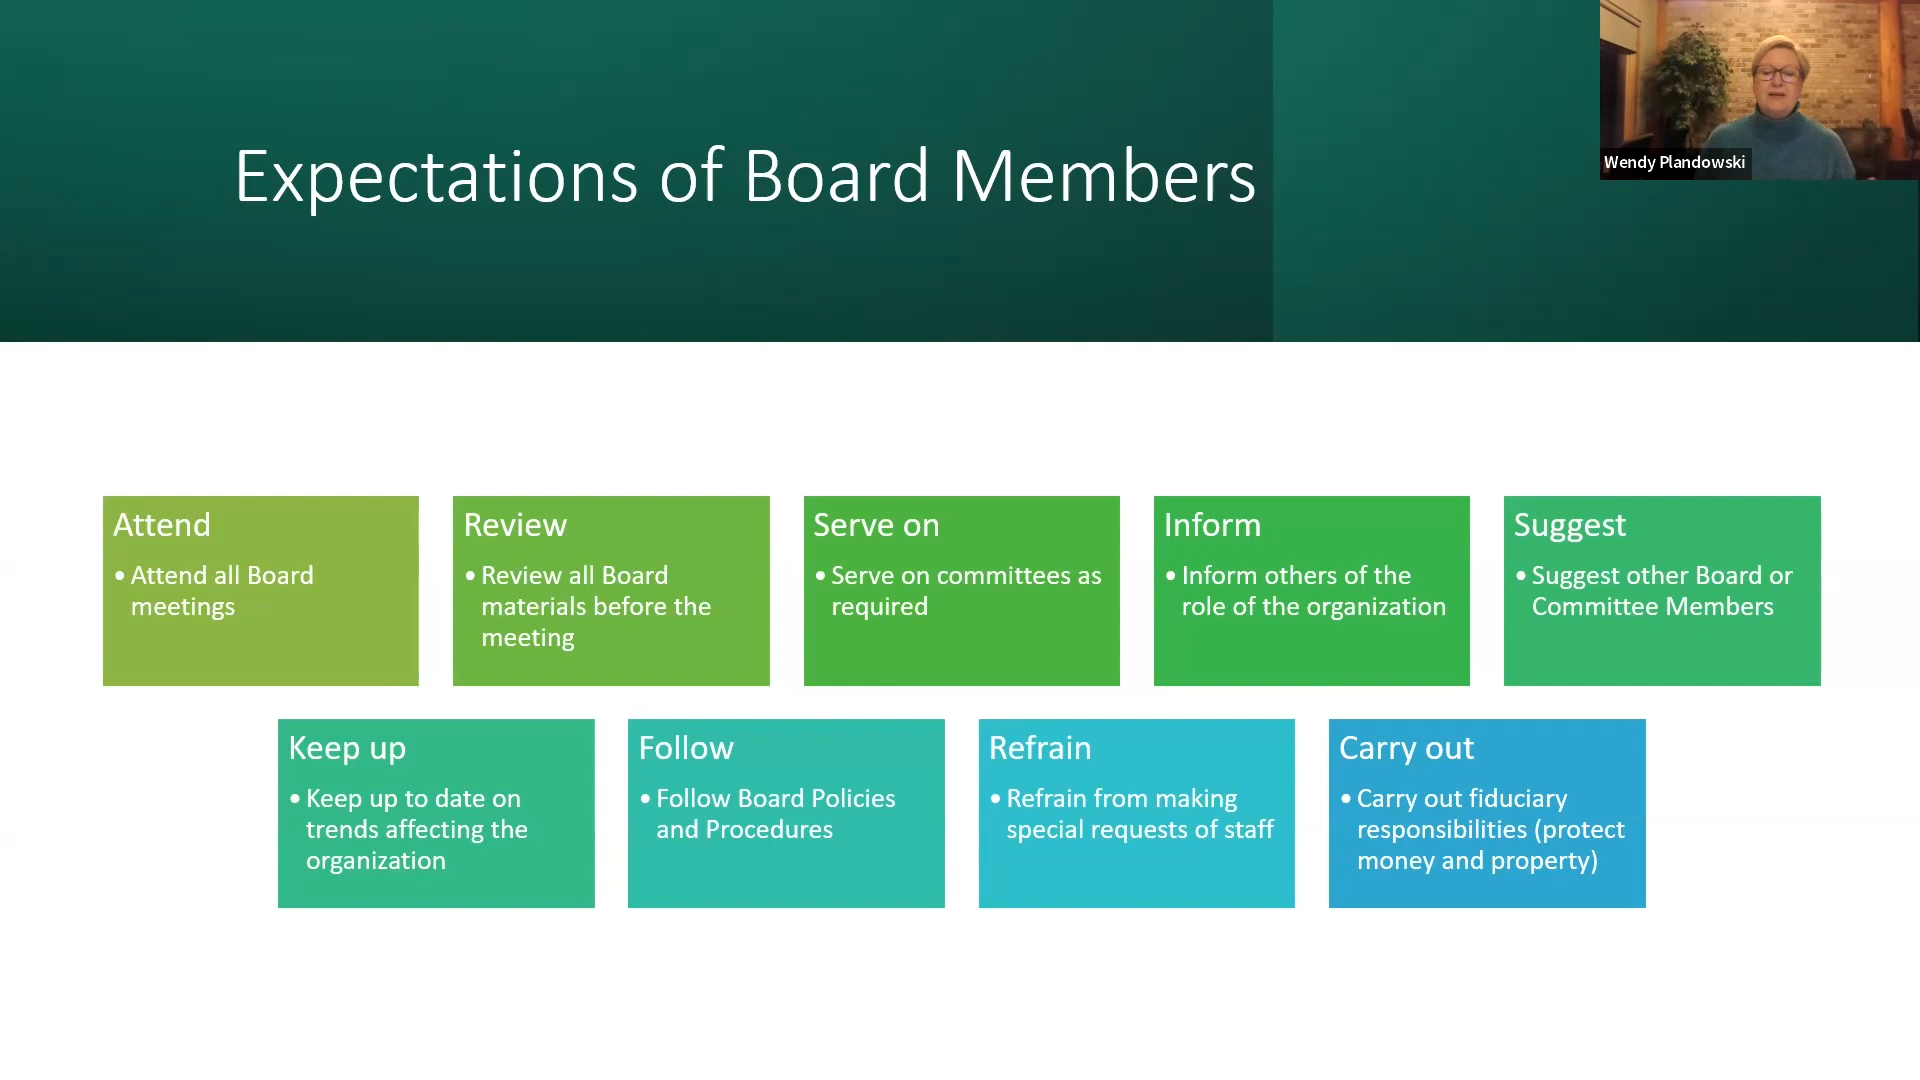 Expectations of Board Members
Wendy Plandowski
Attend
• Attend all Board
meetings
Review
• Review all Board
materials before the
meeting
Serve on
• Serve on committees as
required
Inform
• Inform others of the
role of the organization
Suggest
• Suggest other Board or
Committee Members
Keep up
• Keep up to date on
trends affecting the
organization
Follow
• Follow Board Policies
and Procedures
Refrain
• Refrain from making
special requests of staff
Carry out
• Carry out fiduciary
responsibilities (protect
money and property)